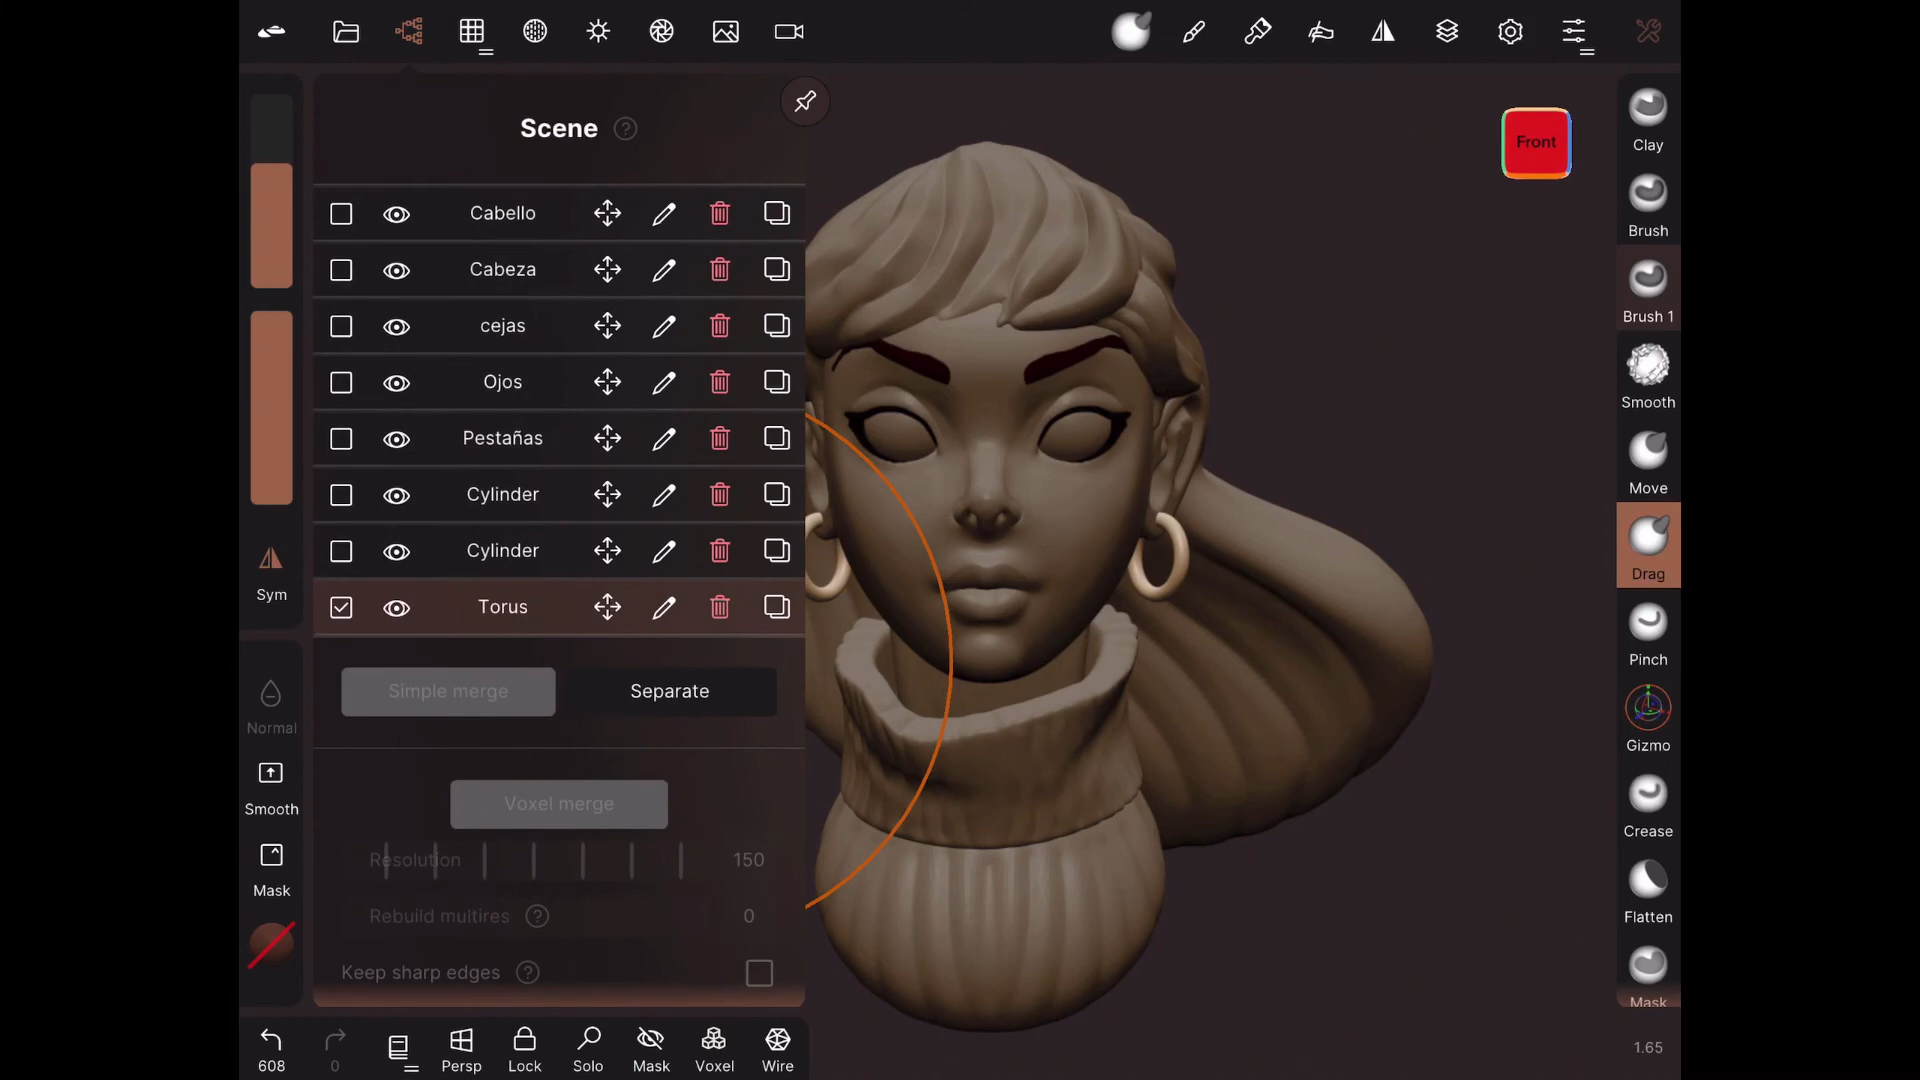 Scene
Front
Cabello
Cabeza
cejas
Ojos
Pestañas
Cylinder
Cylinder
Torus
Simple merge
Separate
Voxel merge
Resolution
150
Rebuild multires
0
Keep sharp edges
Sym
Normal
Smooth
Mask
Clay
Brush
Brush 1
Smooth
Move
Drag
Pinch
Gizmo
Crease
Flatten
Mask
608
0
Persp
Lock
Solo
Mask
Voxel
Wire
1.65